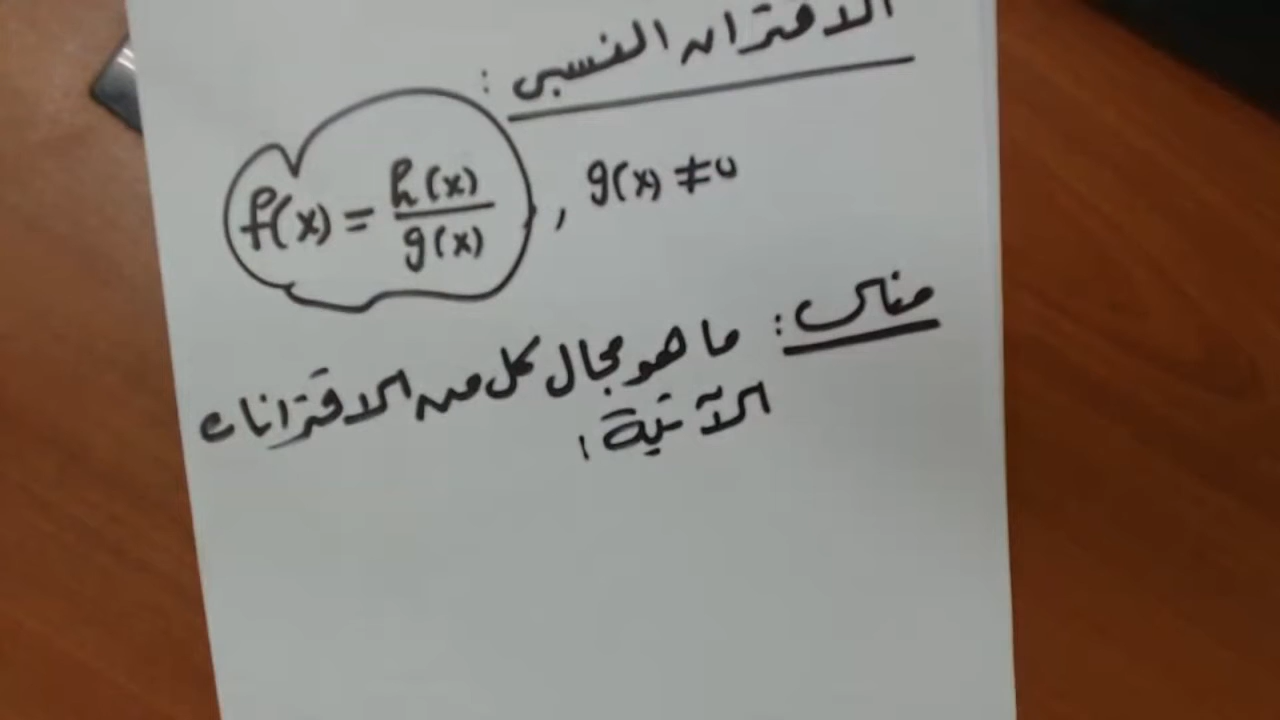 الاقتران النسبي :
f(x) = h(x)/g(x) , g(x) ≠ 0
مثال : ما هو مجال كل من الاقترانات
الآتية :